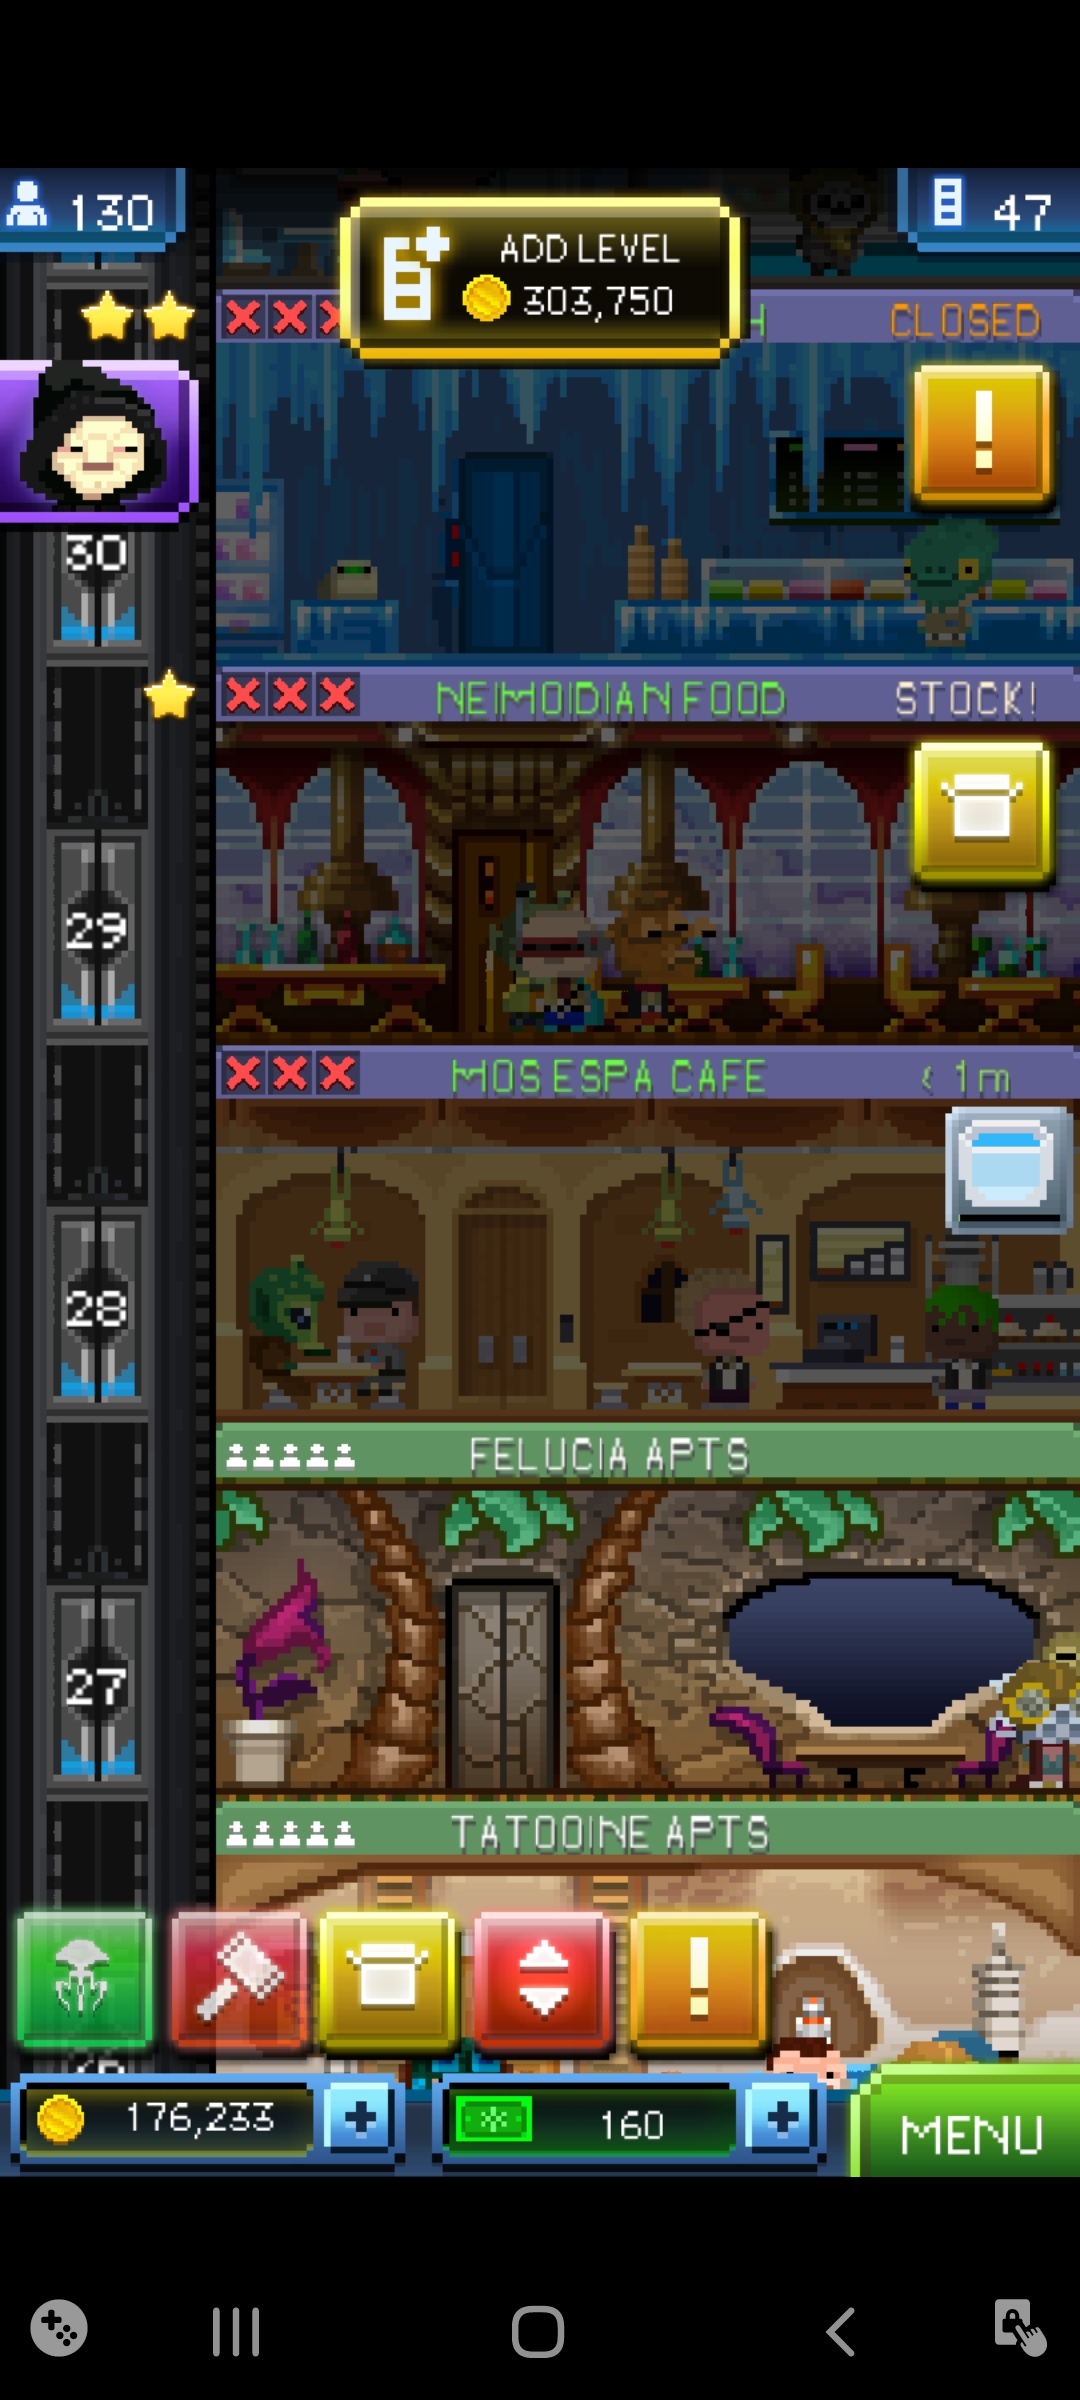 130
47
ADD LEVEL
303,750
H
CLOSED
30
NEIMOIDIAN FOOD
STOCK!
29
MOS ESPA CAFE
< 1m
28
FELUCIA APTS
27
TATOOINE APTS
26
176,233
160
MENU